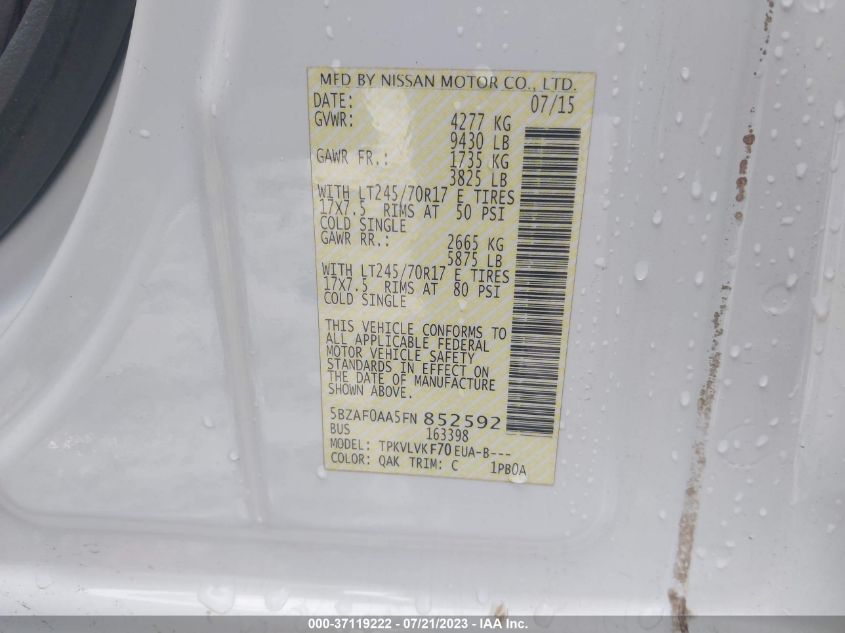 MFD BY NISSAN MOTOR CO., LTD.
DATE: 07/15
GVWR: 4277 KG
9430 LB
GAWR FR.: 1735 KG
3825 LB
WITH LT245/70R17 E TIRES
17X7.5 RIMS AT 50 PSI
COLD SINGLE
GAWR RR.: 2665 KG
5875 LB
WITH LT245/70R17 E TIRES
17X7.5 RIMS AT 80 PSI
COLD SINGLE
THIS VEHICLE CONFORMS TO
ALL APPLICABLE FEDERAL
MOTOR VEHICLE SAFETY
STANDARDS IN EFFECT ON
THE DATE OF MANUFACTURE
SHOWN ABOVE.
5BZAF0AA5FN 852592
BUS 163398
MODEL: TPKVLVKF70EUA-B---
COLOR: QAK TRIM: C 1PB0A
000-37119222 - 07/21/2023 - IAA Inc.